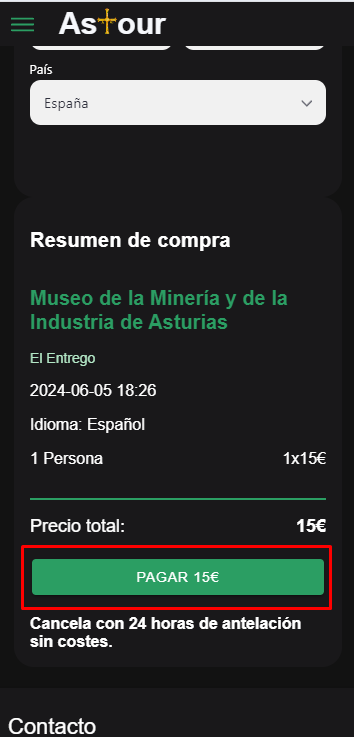 Astour
País
España
Resumen de compra
Museo de la Minería y de la
Industria de Asturias
El Entrego
2024-06-05 18:26
Idioma: Español
1 Persona 1x15€
Precio total: 15€
PAGAR 15€
Cancela con 24 horas de antelación
sin costes.
Contacto